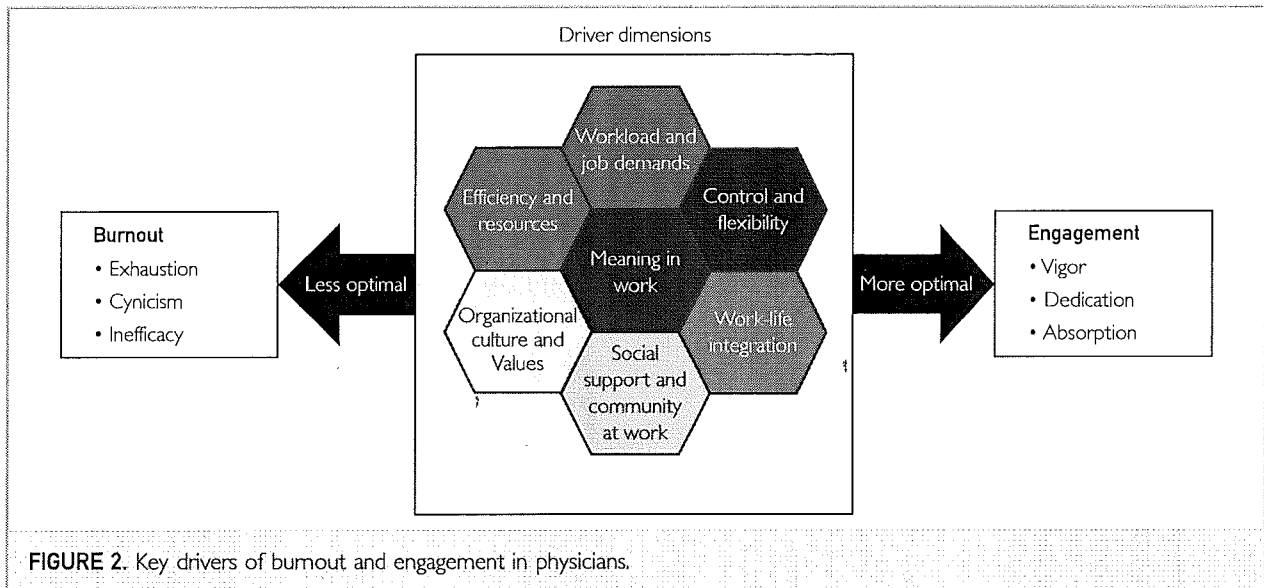 Driver dimensions
Workload and
job demands
Efficiency and
resources
Control and
flexibility
Meaning in
work
Organizational
culture and
Values
Work-life
integration
Social
support and
community
at work
Burnout
• Exhaustion
• Cynicism
• Inefficacy
Less optimal
More optimal
Engagement
• Vigor
• Dedication
• Absorption
FIGURE 2. Key drivers of burnout and engagement in physicians.